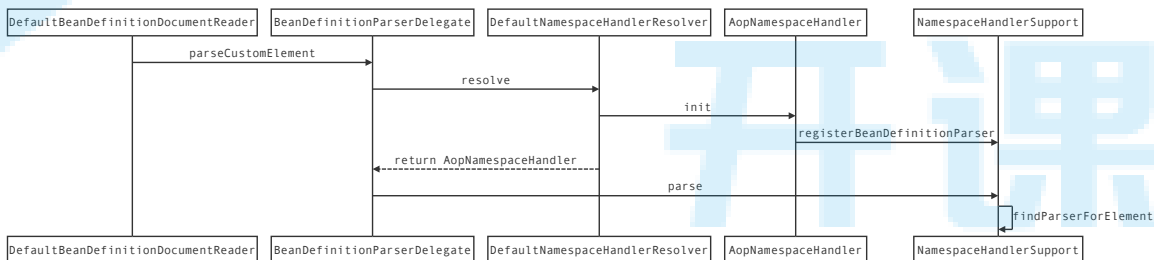 DefaultBeanDefinitionDocumentReader BeanDefinitionParserDelegate DefaultNamespaceHandlerResolver AopNamespaceHandler NamespaceHandlerSupport
parseCustomElement
resolve
init
registerBeanDefinitionParser
return AopNamespaceHandler
parse
findParserForElement
DefaultBeanDefinitionDocumentReader BeanDefinitionParserDelegate DefaultNamespaceHandlerResolver AopNamespaceHandler NamespaceHandlerSupport
开课